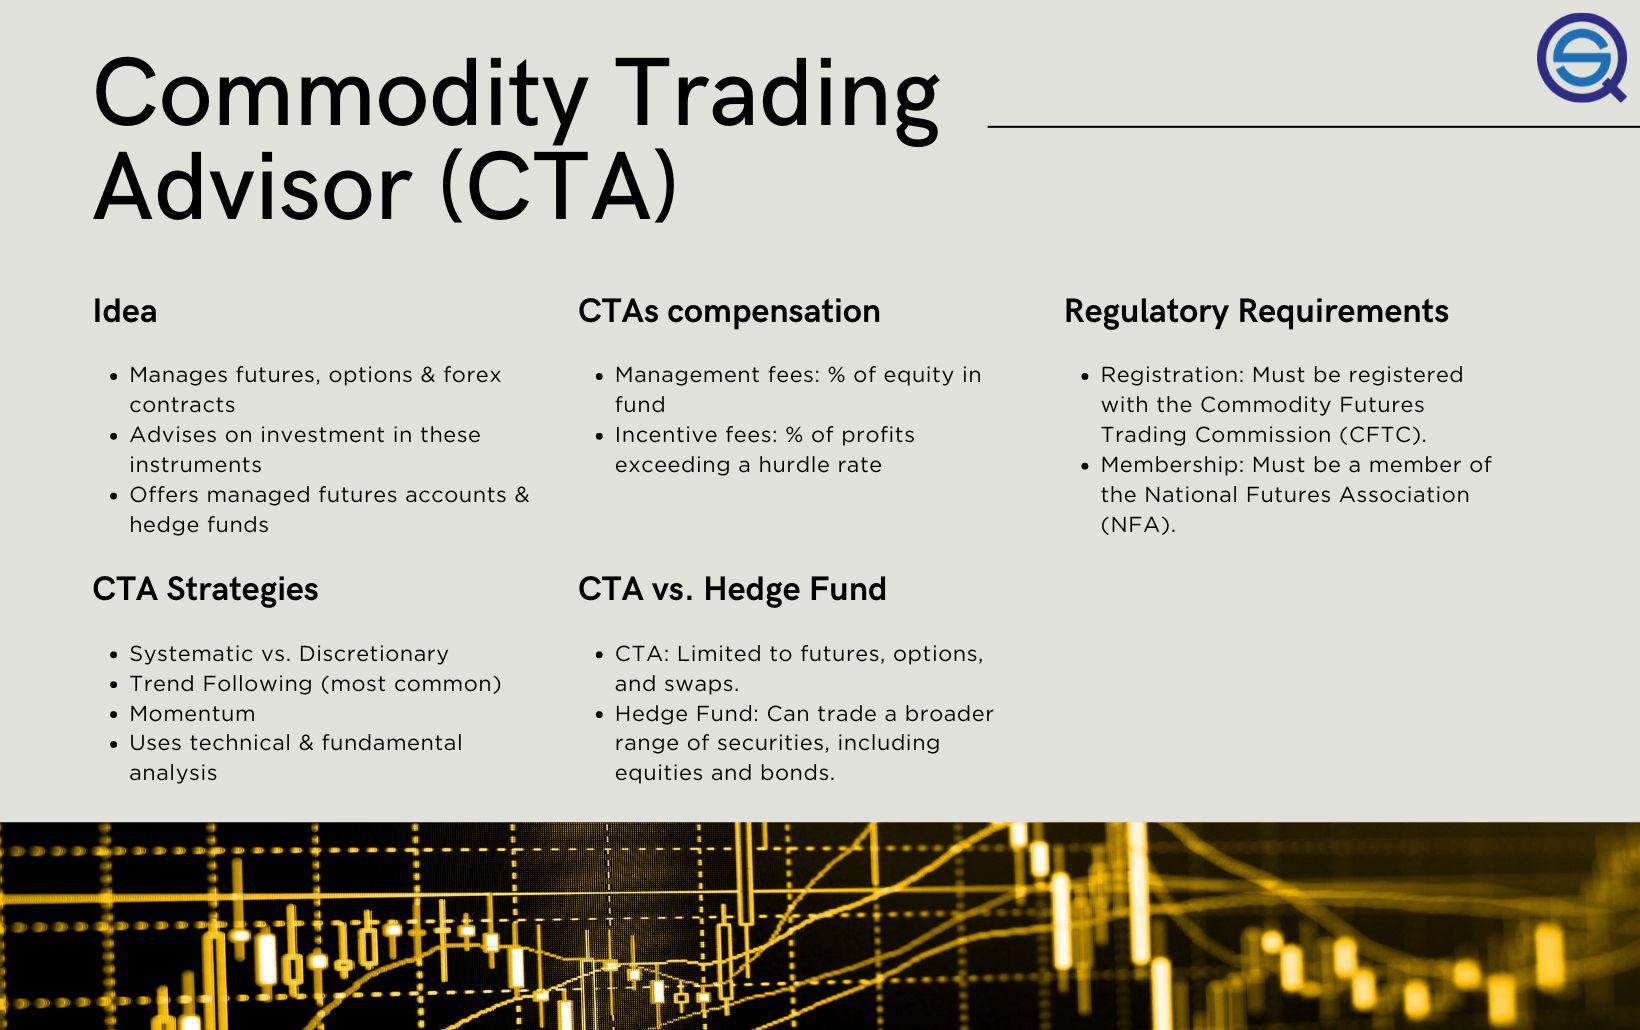 Commodity Trading
Advisor (CTA)
Idea
• Manages futures, options & forex
contracts
• Advises on investment in these
instruments
• Offers managed futures accounts &
hedge funds
CTAs compensation
• Management fees: % of equity in
fund
• Incentive fees: % of profits
exceeding a hurdle rate
Regulatory Requirements
• Registration: Must be registered
with the Commodity Futures
Trading Commission (CFTC).
• Membership: Must be a member of
the National Futures Association
(NFA).
CTA Strategies
• Systematic vs. Discretionary
• Trend Following (most common)
• Momentum
• Uses technical & fundamental
analysis
CTA vs. Hedge Fund
• CTA: Limited to futures, options,
and swaps.
• Hedge Fund: Can trade a broader
range of securities, including
equities and bonds.